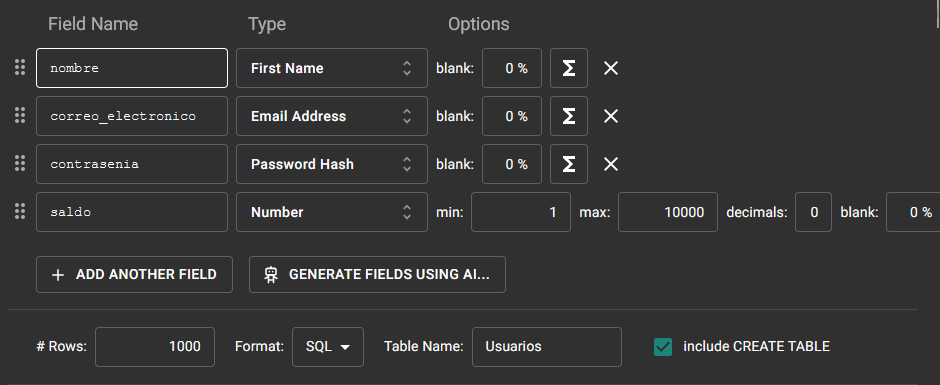 Field Name Type Options
nombre First Name blank: 0 % Σ
correo_electronico Email Address blank: 0 % Σ
contrasenia Password Hash blank: 0 % Σ
saldo Number min: 1 max: 10000 decimals: 0 blank: 0 %
+ ADD ANOTHER FIELD GENERATE FIELDS USING AI...
# Rows: 1000 Format: SQL Table Name: Usuarios include CREATE TABLE